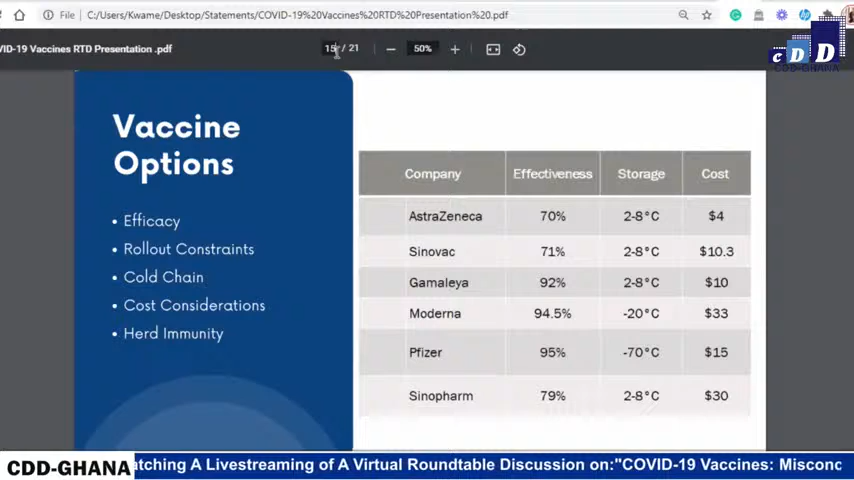 File C:/Users/Kwame/Desktop/Statements/COVID-19%20Vaccines%20RTD%20Presentation%20.pdf
VID-19 Vaccines RTD Presentation .pdf
15 / 21
50%
cDD
CDD-GHANA
Vaccine
Options
• Efficacy
• Rollout Constraints
• Cold Chain
• Cost Considerations
• Herd Immunity
Company Effectiveness Storage Cost
AstraZeneca 70% 2-8°C $4
Sinovac 71% 2-8°C $10.3
Gamaleya 92% 2-8°C $10
Moderna 94.5% -20°C $33
Pfizer 95% -70°C $15
Sinopharm 79% 2-8°C $30
CDD-GHANA atching A Livestreaming of A Virtual Roundtable Discussion on:"COVID-19 Vaccines: Misconc